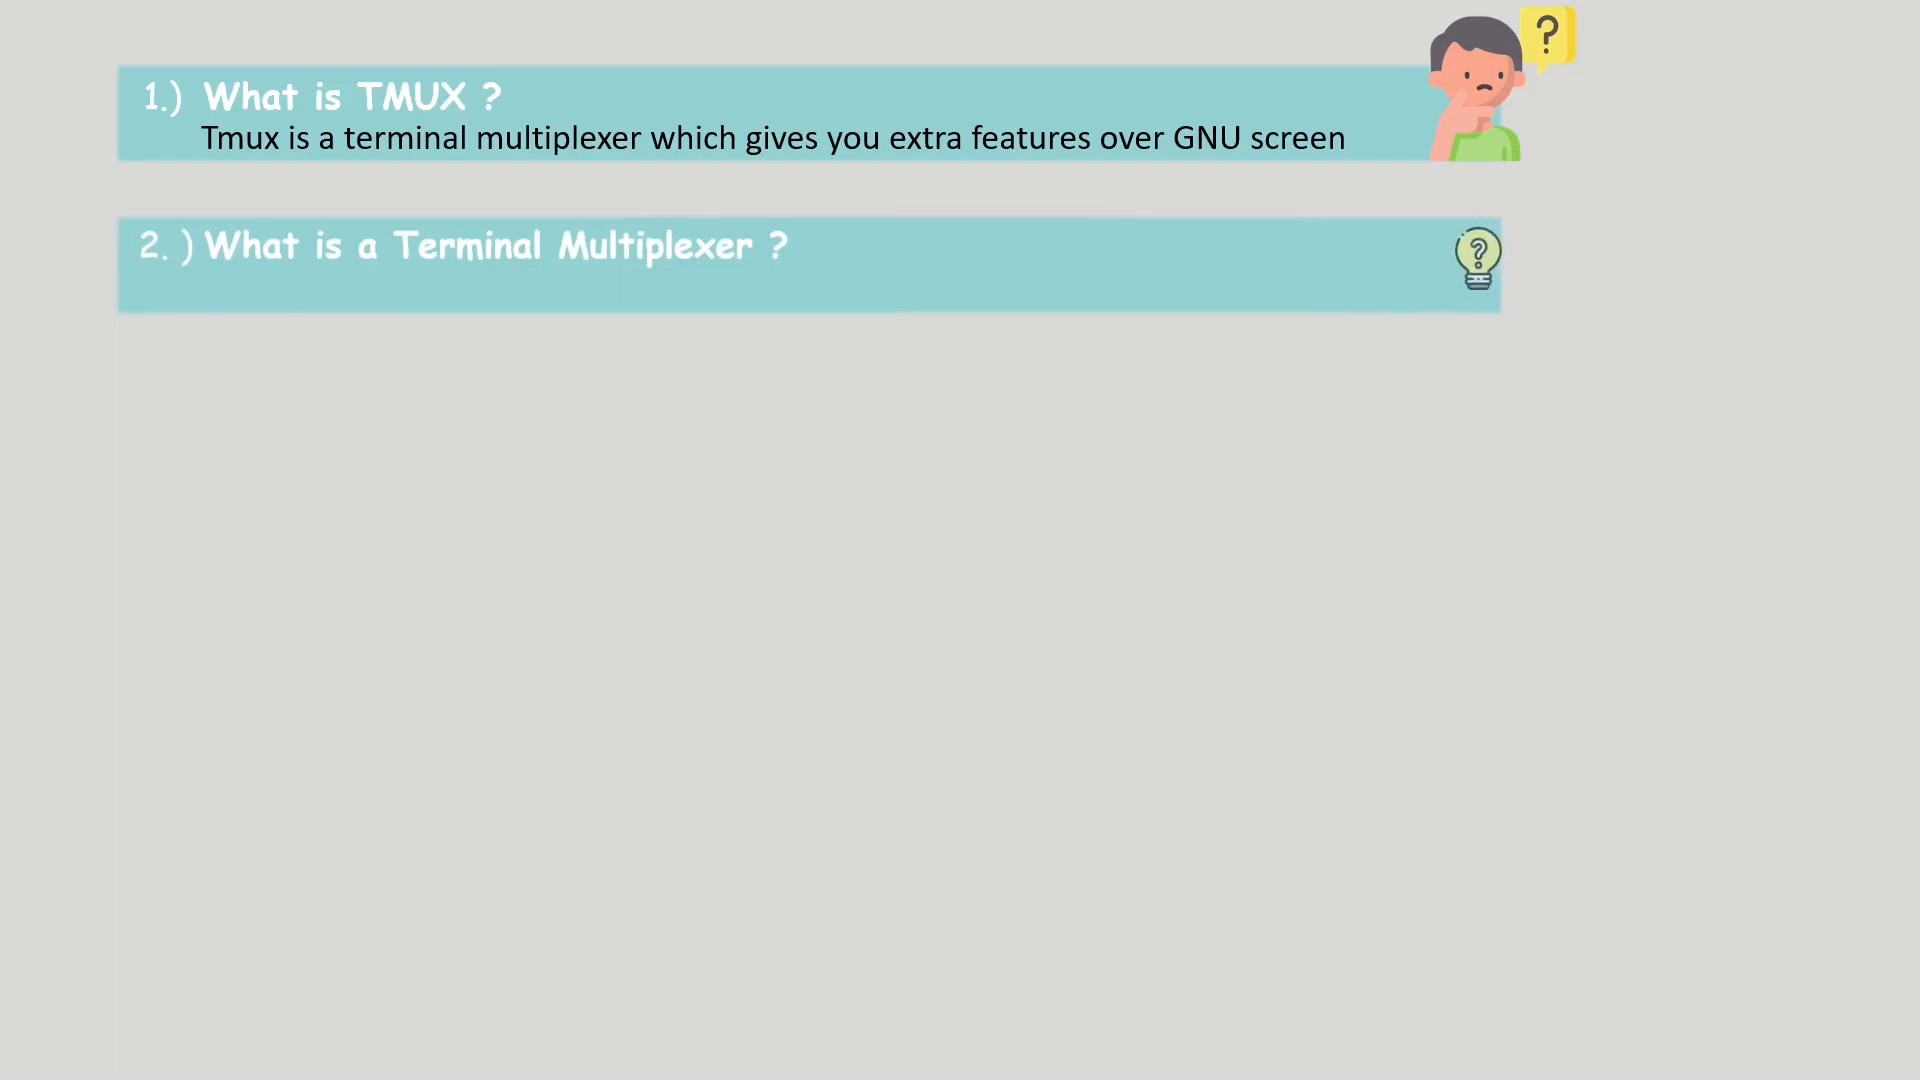 1.) What is TMUX ?
Tmux is a terminal multiplexer which gives you extra features over GNU screen
2. ) What is a Terminal Multiplexer ?
?
?